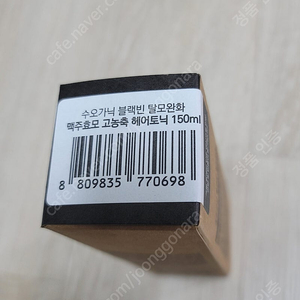 수오가닉 블랙빈 탈모완화
맥주효모 고농축 헤어토닉 150ml
8 809835 770698